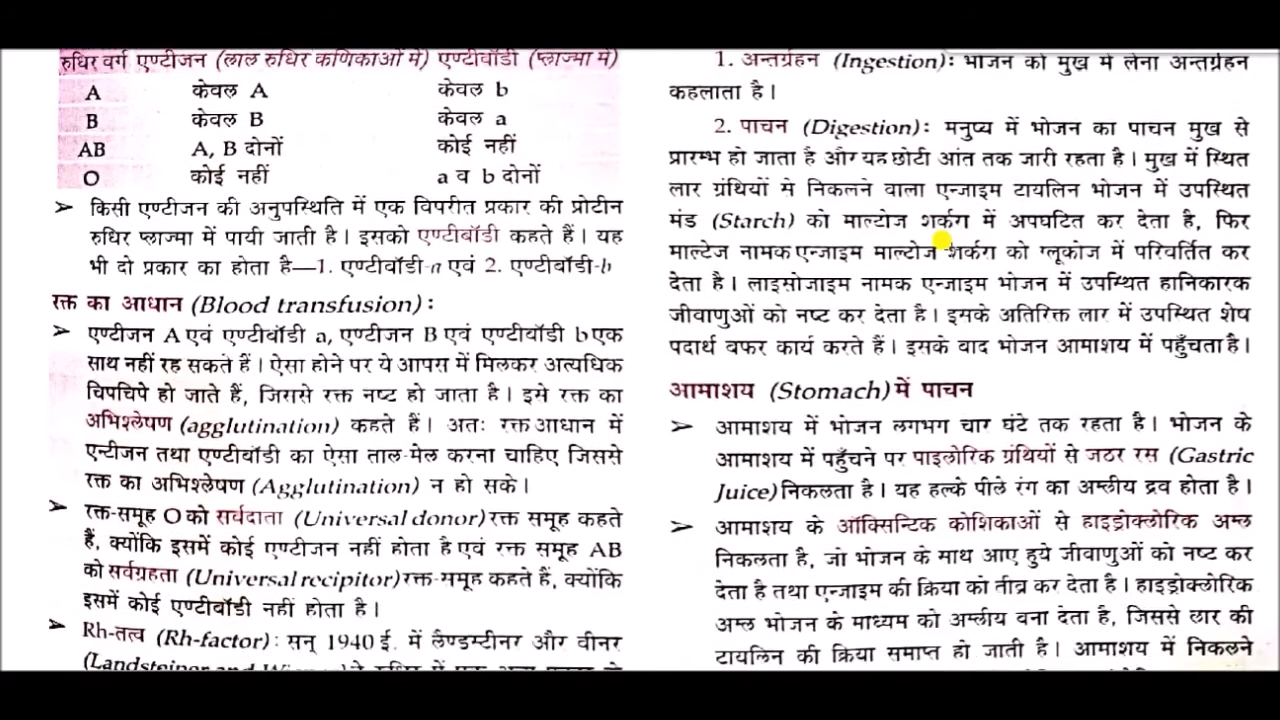 रुधिर वर्ग एण्टीजन (लाल रुधिर कणिकाओं में) एण्टीबॉडी (प्लाज्मा में)
A केवल A केवल b
B केवल B केवल a
AB A, B दोनों कोई नहीं
O कोई नहीं a व b दोनों
➢ किसी एण्टीजन की अनुपस्थिति में एक विपरीत प्रकार की प्रोटीन
रुधिर प्लाज्मा में पायी जाती है। इसको एण्टीबॉडी कहते हैं। यह
भी दो प्रकार का होता है—1. एण्टीबॉडी-a एवं 2. एण्टीबॉडी-b
रक्त का आधान (Blood transfusion) :
➢ एण्टीजन A एवं एण्टीबॉडी a, एण्टीजन B एवं एण्टीबॉडी b एक
साथ नहीं रह सकते हैं। ऐसा होने पर ये आपस में मिलकर अत्यधिक
चिपचिपे हो जाते हैं, जिससे रक्त नष्ट हो जाता है। इसे रक्त का
अभिश्लेषण (agglutination) कहते हैं। अतः रक्त आधान में
एन्टीजन तथा एण्टीबॉडी का ऐसा ताल-मेल करना चाहिए जिससे
रक्त का अभिश्लेषण (Agglutination) न हो सके।
➢ रक्त-समूह O को सर्वदाता (Universal donor) रक्त समूह कहते
हैं, क्योंकि इसमें कोई एण्टीजन नहीं होता है एवं रक्त समूह AB
को सर्वग्रहता (Universal recipitor) रक्त-समूह कहते हैं, क्योंकि
इसमें कोई एण्टीबॉडी नहीं होता है।
➢ Rh-तत्व (Rh-factor) : सन् 1940 ई. में लैण्डस्टीनर और वीनर
(Landsteiner and
1. अन्तर्ग्रहन (Ingestion) : भोजन को मुख में लेना अन्तर्ग्रहन
कहलाता है।
2. पाचन (Digestion) : मनुष्य में भोजन का पाचन मुख से
प्रारम्भ हो जाता है और यह छोटी आंत तक जारी रहता है। मुख में स्थित
लार ग्रंथियों से निकलने वाला एन्जाइम टायलिन भोजन में उपस्थित
मंड (Starch) को माल्टोज शर्करा में अपघटित कर देता है, फिर
माल्टेज नामक एन्जाइम माल्टोज शर्करा को ग्लूकोज में परिवर्तित कर
देता है। लाइसोजाइम नामक एन्जाइम भोजन में उपस्थित हानिकारक
जीवाणुओं को नष्ट कर देता है। इसके अतिरिक्त लार में उपस्थित शेष
पदार्थ बफर कार्य करते हैं। इसके बाद भोजन आमाशय में पहुँचता है।
आमाशय (Stomach) में पाचन
➢ आमाशय में भोजन लगभग चार घंटे तक रहता है। भोजन के
आमाशय में पहुँचने पर पाइलोरिक ग्रंथियों से जठर रस (Gastric
Juice) निकलता है। यह हल्के पीले रंग का अम्लीय द्रव होता है।
➢ आमाशय के ऑक्सिन्टिक कोशिकाओं से हाइड्रोक्लोरिक अम्ल
निकलता है, जो भोजन के साथ आए हुये जीवाणुओं को नष्ट कर
देता है तथा एन्जाइम की क्रिया को तीव्र कर देता है। हाइड्रोक्लोरिक
अम्ल भोजन के माध्यम को अम्लीय बना देता है, जिससे लार की
टायलिन की क्रिया समाप्त हो जाती है। आमाशय में निकलने